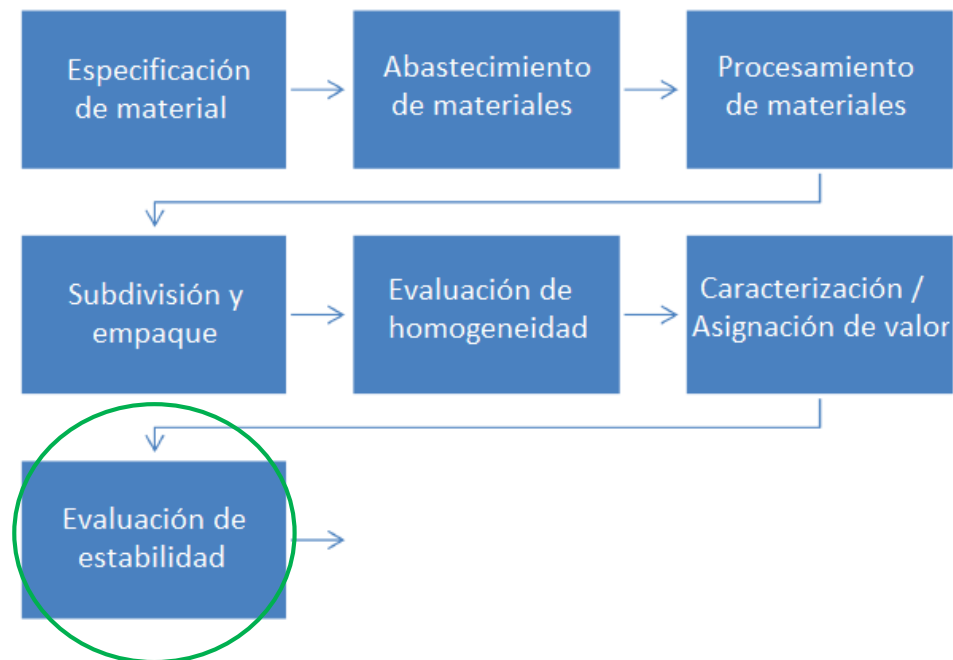 Especificación
de material
Abastecimiento
de materiales
Procesamiento
de materiales
Subdivisión y
empaque
Evaluación de
homogeneidad
Caracterización /
Asignación de valor
Evaluación de
estabilidad